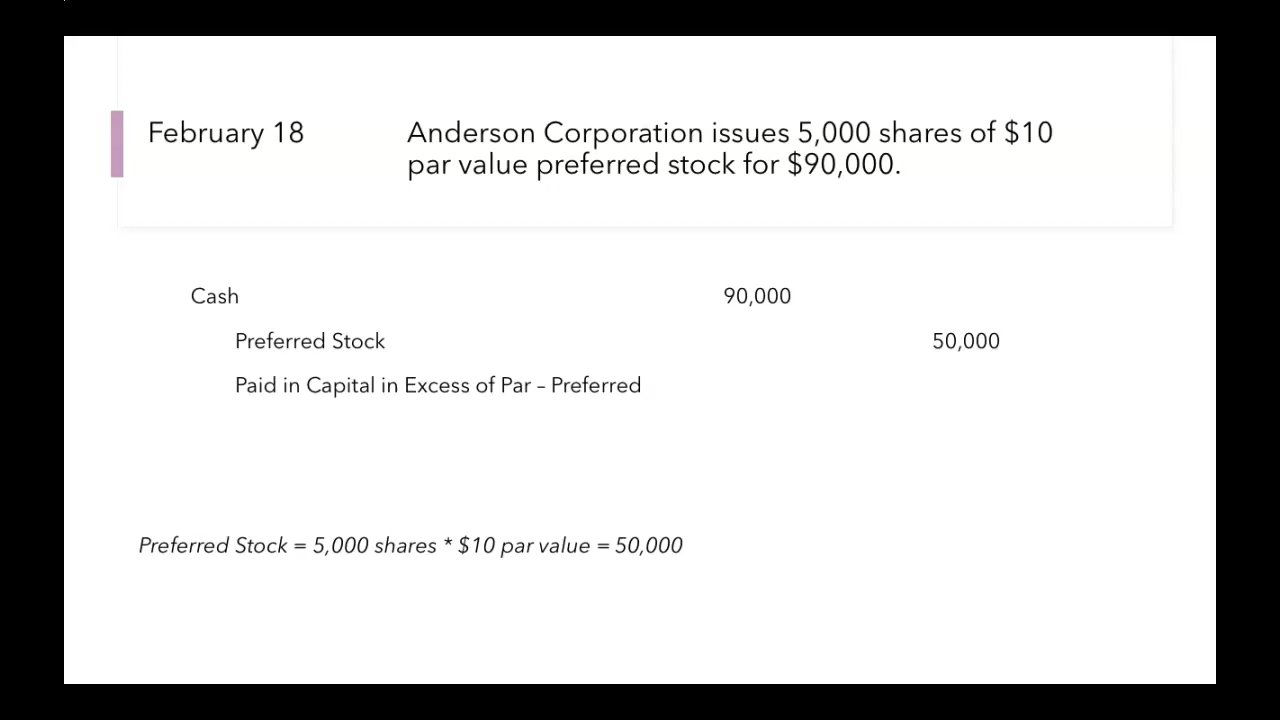 February 18
Anderson Corporation issues 5,000 shares of $10
par value preferred stock for $90,000.
Cash 90,000
Preferred Stock 50,000
Paid in Capital in Excess of Par – Preferred
Preferred Stock = 5,000 shares * $10 par value = 50,000